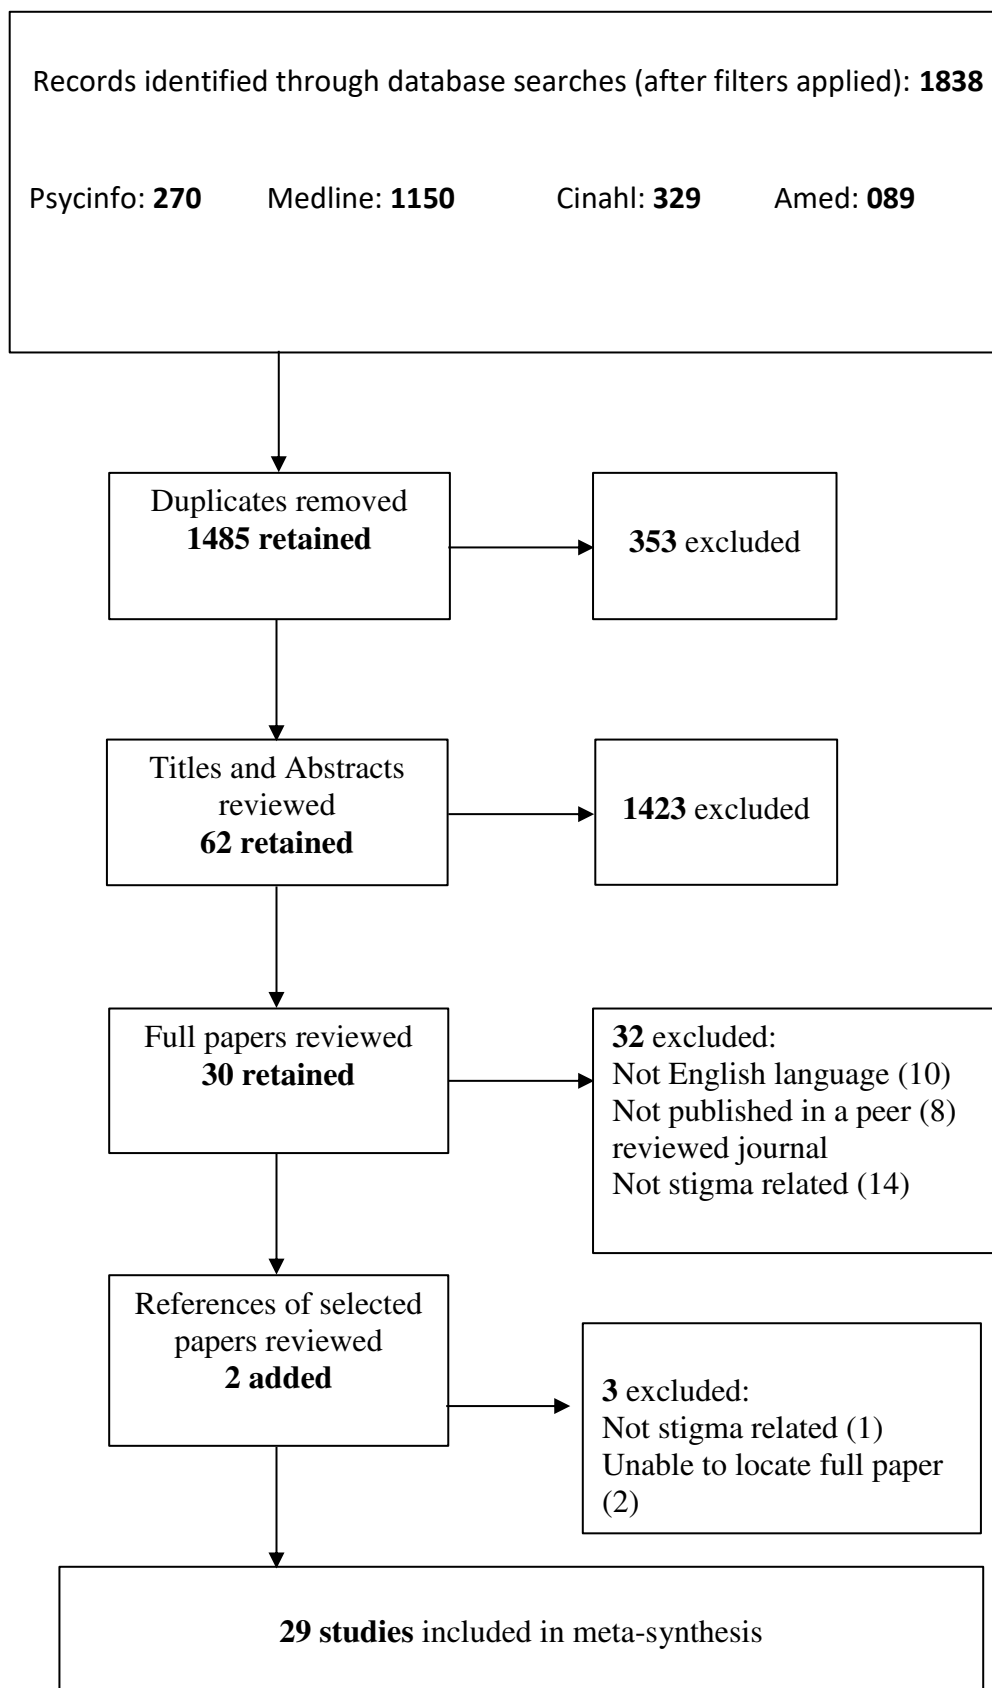 Records identified through database searches (after filters applied): 1838
Psycinfo: 270 Medline: 1150 Cinahl: 329 Amed: 089
Duplicates removed
1485 retained
353 excluded
Titles and Abstracts
reviewed
62 retained
1423 excluded
Full papers reviewed
30 retained
32 excluded:
Not English language (10)
Not published in a peer (8)
reviewed journal
Not stigma related (14)
References of selected
papers reviewed
2 added
3 excluded:
Not stigma related (1)
Unable to locate full paper
(2)
29 studies included in meta-synthesis